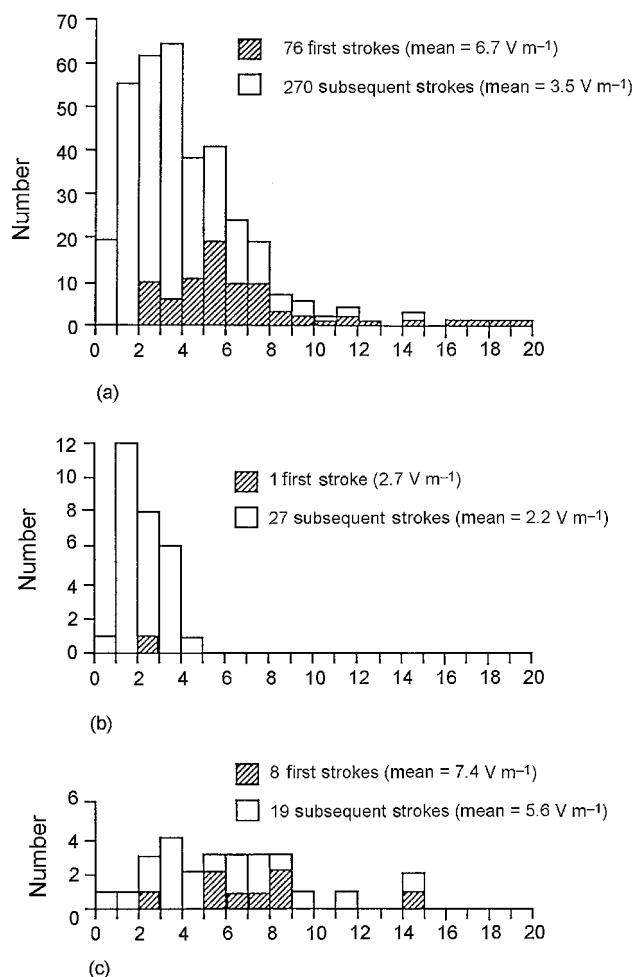 76 first strokes (mean = 6.7 V m⁻¹)
270 subsequent strokes (mean = 3.5 V m⁻¹)
Number
70
60
50
40
30
20
10
0
0 2 4 6 8 10 12 14 16 18 20
(a)
1 first stroke (2.7 V m⁻¹)
27 subsequent strokes (mean = 2.2 V m⁻¹)
Number
12
10
8
6
4
2
0
0 2 4 6 8 10 12 14 16 18 20
(b)
8 first strokes (mean = 7.4 V m⁻¹)
19 subsequent strokes (mean = 5.6 V m⁻¹)
Number
6
4
2
0
0 2 4 6 8 10 12 14 16 18 20
(c)